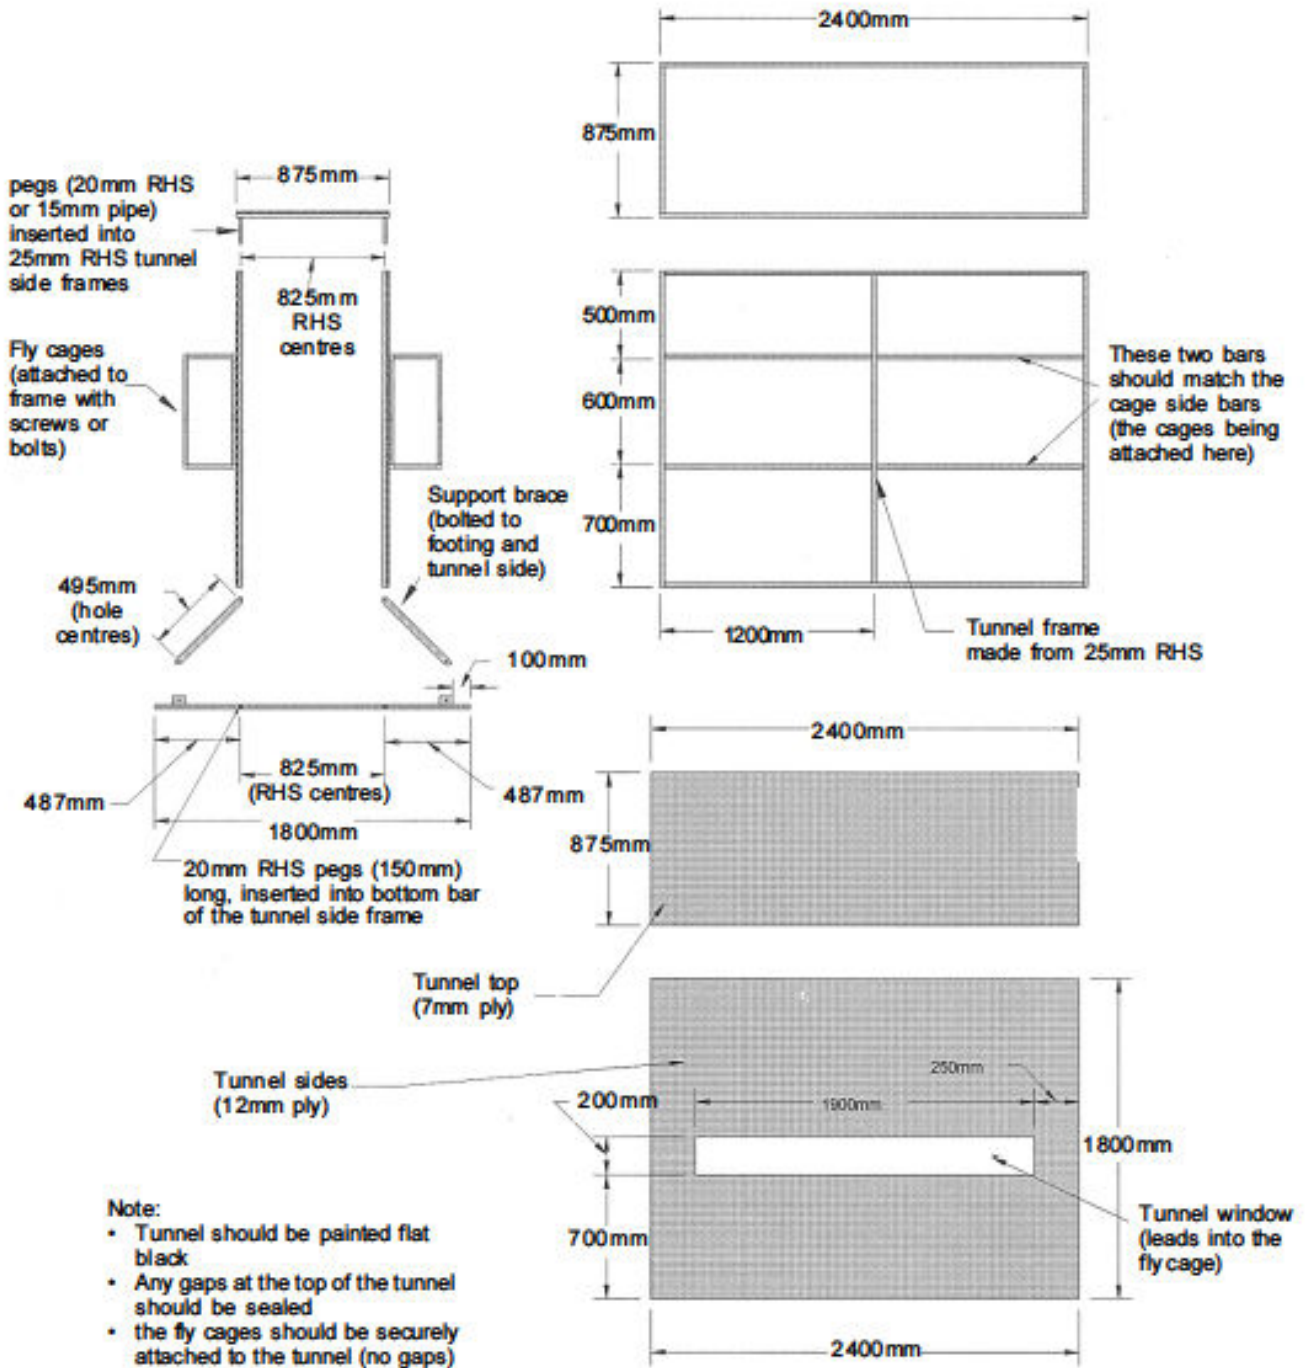 2400mm
875mm
875mm
pegs (20mm RHS
or 15mm pipe)
inserted into
25mm RHS tunnel
side frames
825mm
RHS
centres
500mm
600mm
700mm
Fly cages
(attached to
frame with
screws or
bolts)
These two bars
should match the
cage side bars
(the cages being
attached here)
Support brace
(bolted to
footing and
tunnel side)
495mm
(hole
centres)
1200mm
Tunnel frame
made from 25mm RHS
100mm
487mm
825mm
(RHS centres)
487mm
1800mm
20mm RHS pegs (150mm)
long, inserted into bottom bar
of the tunnel side frame
2400mm
875mm
Tunnel top
(7mm ply)
Tunnel sides
(12mm ply)
250mm
200mm
1900mm
1800mm
700mm
Tunnel window
(leads into the
fly cage)
2400mm
Note:
• Tunnel should be painted flat
black
• Any gaps at the top of the tunnel
should be sealed
• the fly cages should be securely
attached to the tunnel (no gaps)